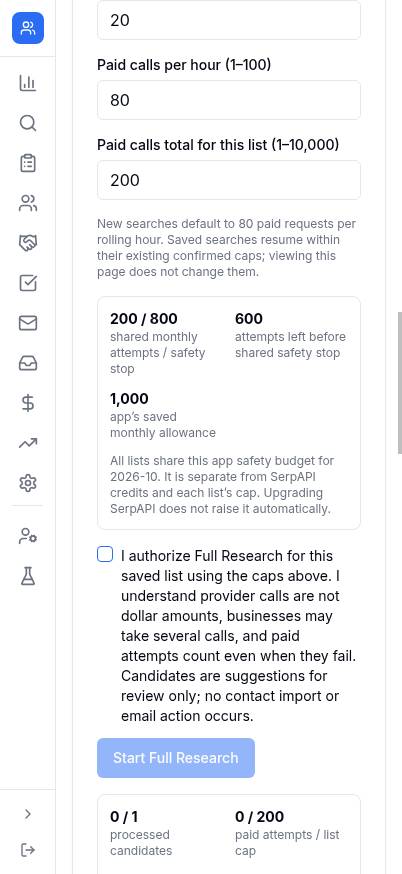 20
Paid calls per hour (1–100)
80
Paid calls total for this list (1–10,000)
200
New searches default to 80 paid requests per
rolling hour. Saved searches resume within
their existing confirmed caps; viewing this
page does not change them.
200 / 800
shared monthly
attempts / safety
stop
600
attempts left before
shared safety stop
1,000
app’s saved
monthly allowance
All lists share this app safety budget for
2026-10. It is separate from SerpAPI
credits and each list’s cap. Upgrading
SerpAPI does not raise it automatically.
I authorize Full Research for this
saved list using the caps above. I
understand provider calls are not
dollar amounts, businesses may
take several calls, and paid
attempts count even when they fail.
Candidates are suggestions for
review only; no contact import or
email action occurs.
Start Full Research
0 / 1
processed
candidates
0 / 200
paid attempts / list
cap